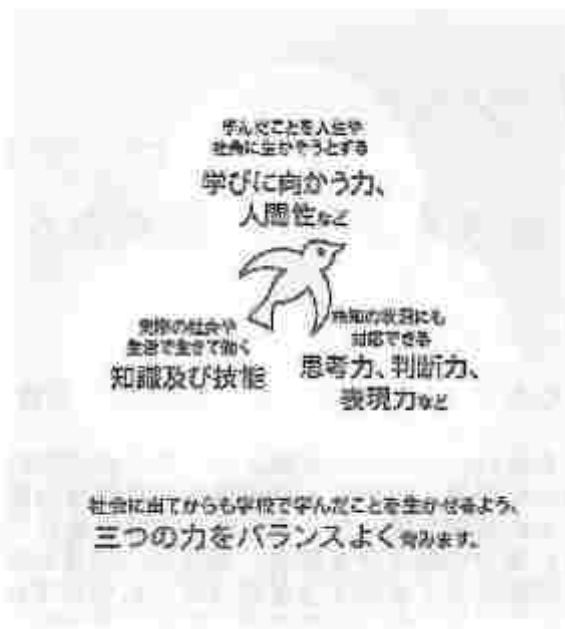 学んだことを人生や
社会に生かそうとする
学びに向かう力、
人間性など
実際の社会や
生活で生きて働く
知識及び技能
未知の状況にも
対応できる
思考力、判断力、
表現力など
社会に出てからも学校で学んだことを生かせるよう、
三つの力をバランスよく育みます。